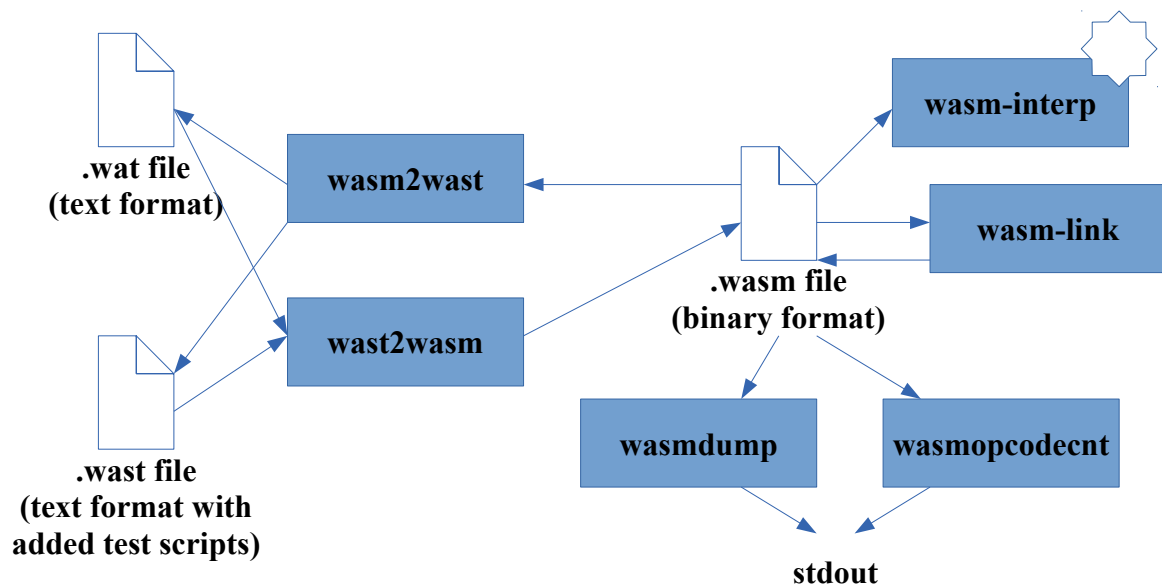 wasm-interp
.wat file
(text format)
wasm2wast
wasm-link
.wasm file
(binary format)
wast2wasm
wasmdump
wasmopcodecnt
.wast file
(text format with
added test scripts)
stdout